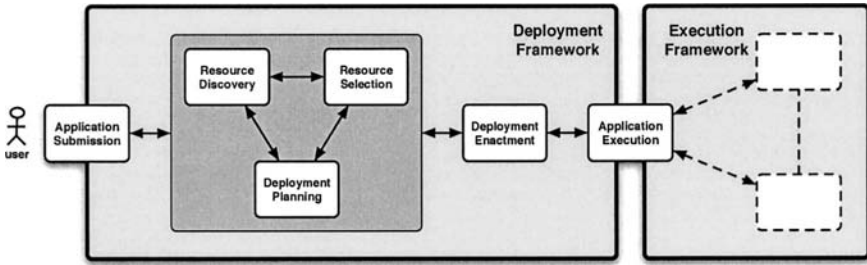 Deployment
Framework
Execution
Framework
Resource
Discovery
Resource
Selection
user
Application
Submission
Deployment
Enactment
Application
Execution
Deployment
Planning